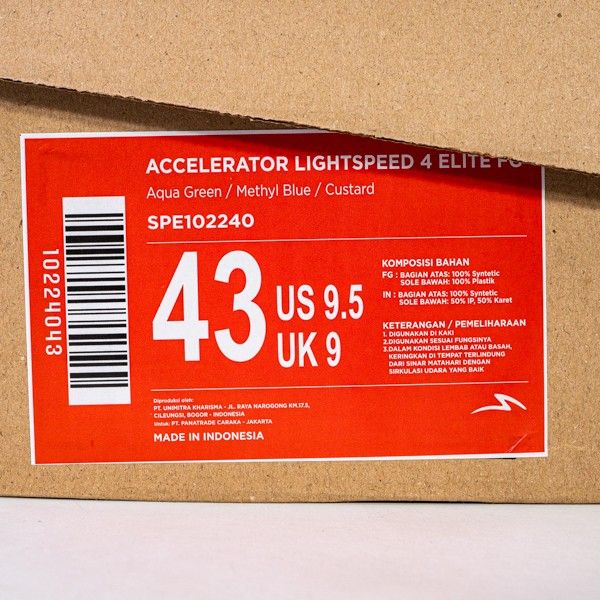 ACCELERATOR LIGHTSPEED 4 ELITE FG
Aqua Green / Methyl Blue / Custard
SPE102240
10224043
43
US 9.5
UK 9
KOMPOSISI BAHAN
FG : BAGIAN ATAS: 100% Syntetic
SOLE BAWAH: 100% Plastik
IN : BAGIAN ATAS: 100% Syntetic
SOLE BAWAH: 50% IP, 50% Karet
KETERANGAN / PEMELIHARAAN
1. DIGUNAKAN DI KAKI
2.DIGUNAKAN SESUAI FUNGSINYA
3.DALAM KONDISI LEMBAB ATAU BASAH,
KERINGKAN DI TEMPAT TERLINDUNG
DARI SINAR MATAHARI DENGAN
SIRKULASI UDARA YANG BAIK
Diproduksi oleh:
PT. UNIMITRA KHARISMA - JL. RAYA NAROGONG KM.17.5,
CILEUNGSI, BOGOR - INDONESIA
Untuk: PT. PANATRADE CARAKA - JAKARTA
MADE IN INDONESIA